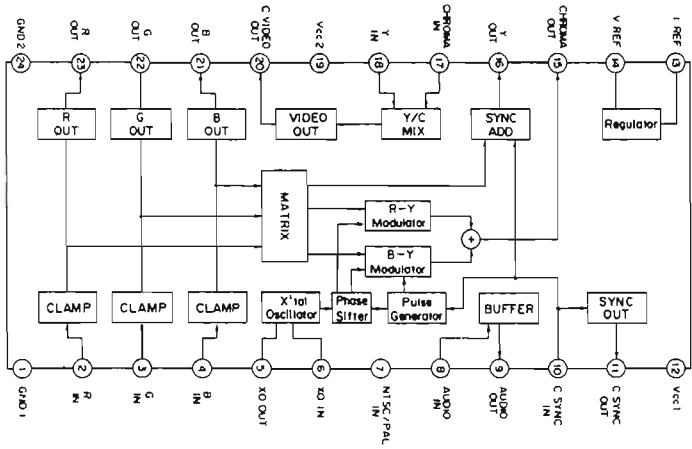 GND 2
R OUT
G OUT
B OUT
C VIDEO OUT
Vcc 2
Y IN
CHROMA IN
Y OUT
CHROMA OUT
V REF
I REF
24
23
22
21
20
19
18
17
16
15
14
13
R OUT
G OUT
B OUT
VIDEO OUT
Y/C MIX
SYNC ADD
Regulator
MATRIX
R-Y Modulator
+
B-Y Modulator
CLAMP
CLAMP
CLAMP
X'tal Oscillator
Phase Sifter
Pulse Generator
BUFFER
SYNC OUT
1
2
3
4
5
6
7
8
9
10
11
12
GND 1
R IN
G IN
B IN
XO OUT
XO IN
NTSC/PAL IN
AUDIO IN
AUDIO OUT
C SYNC IN
C SYNC OUT
Vcc 1